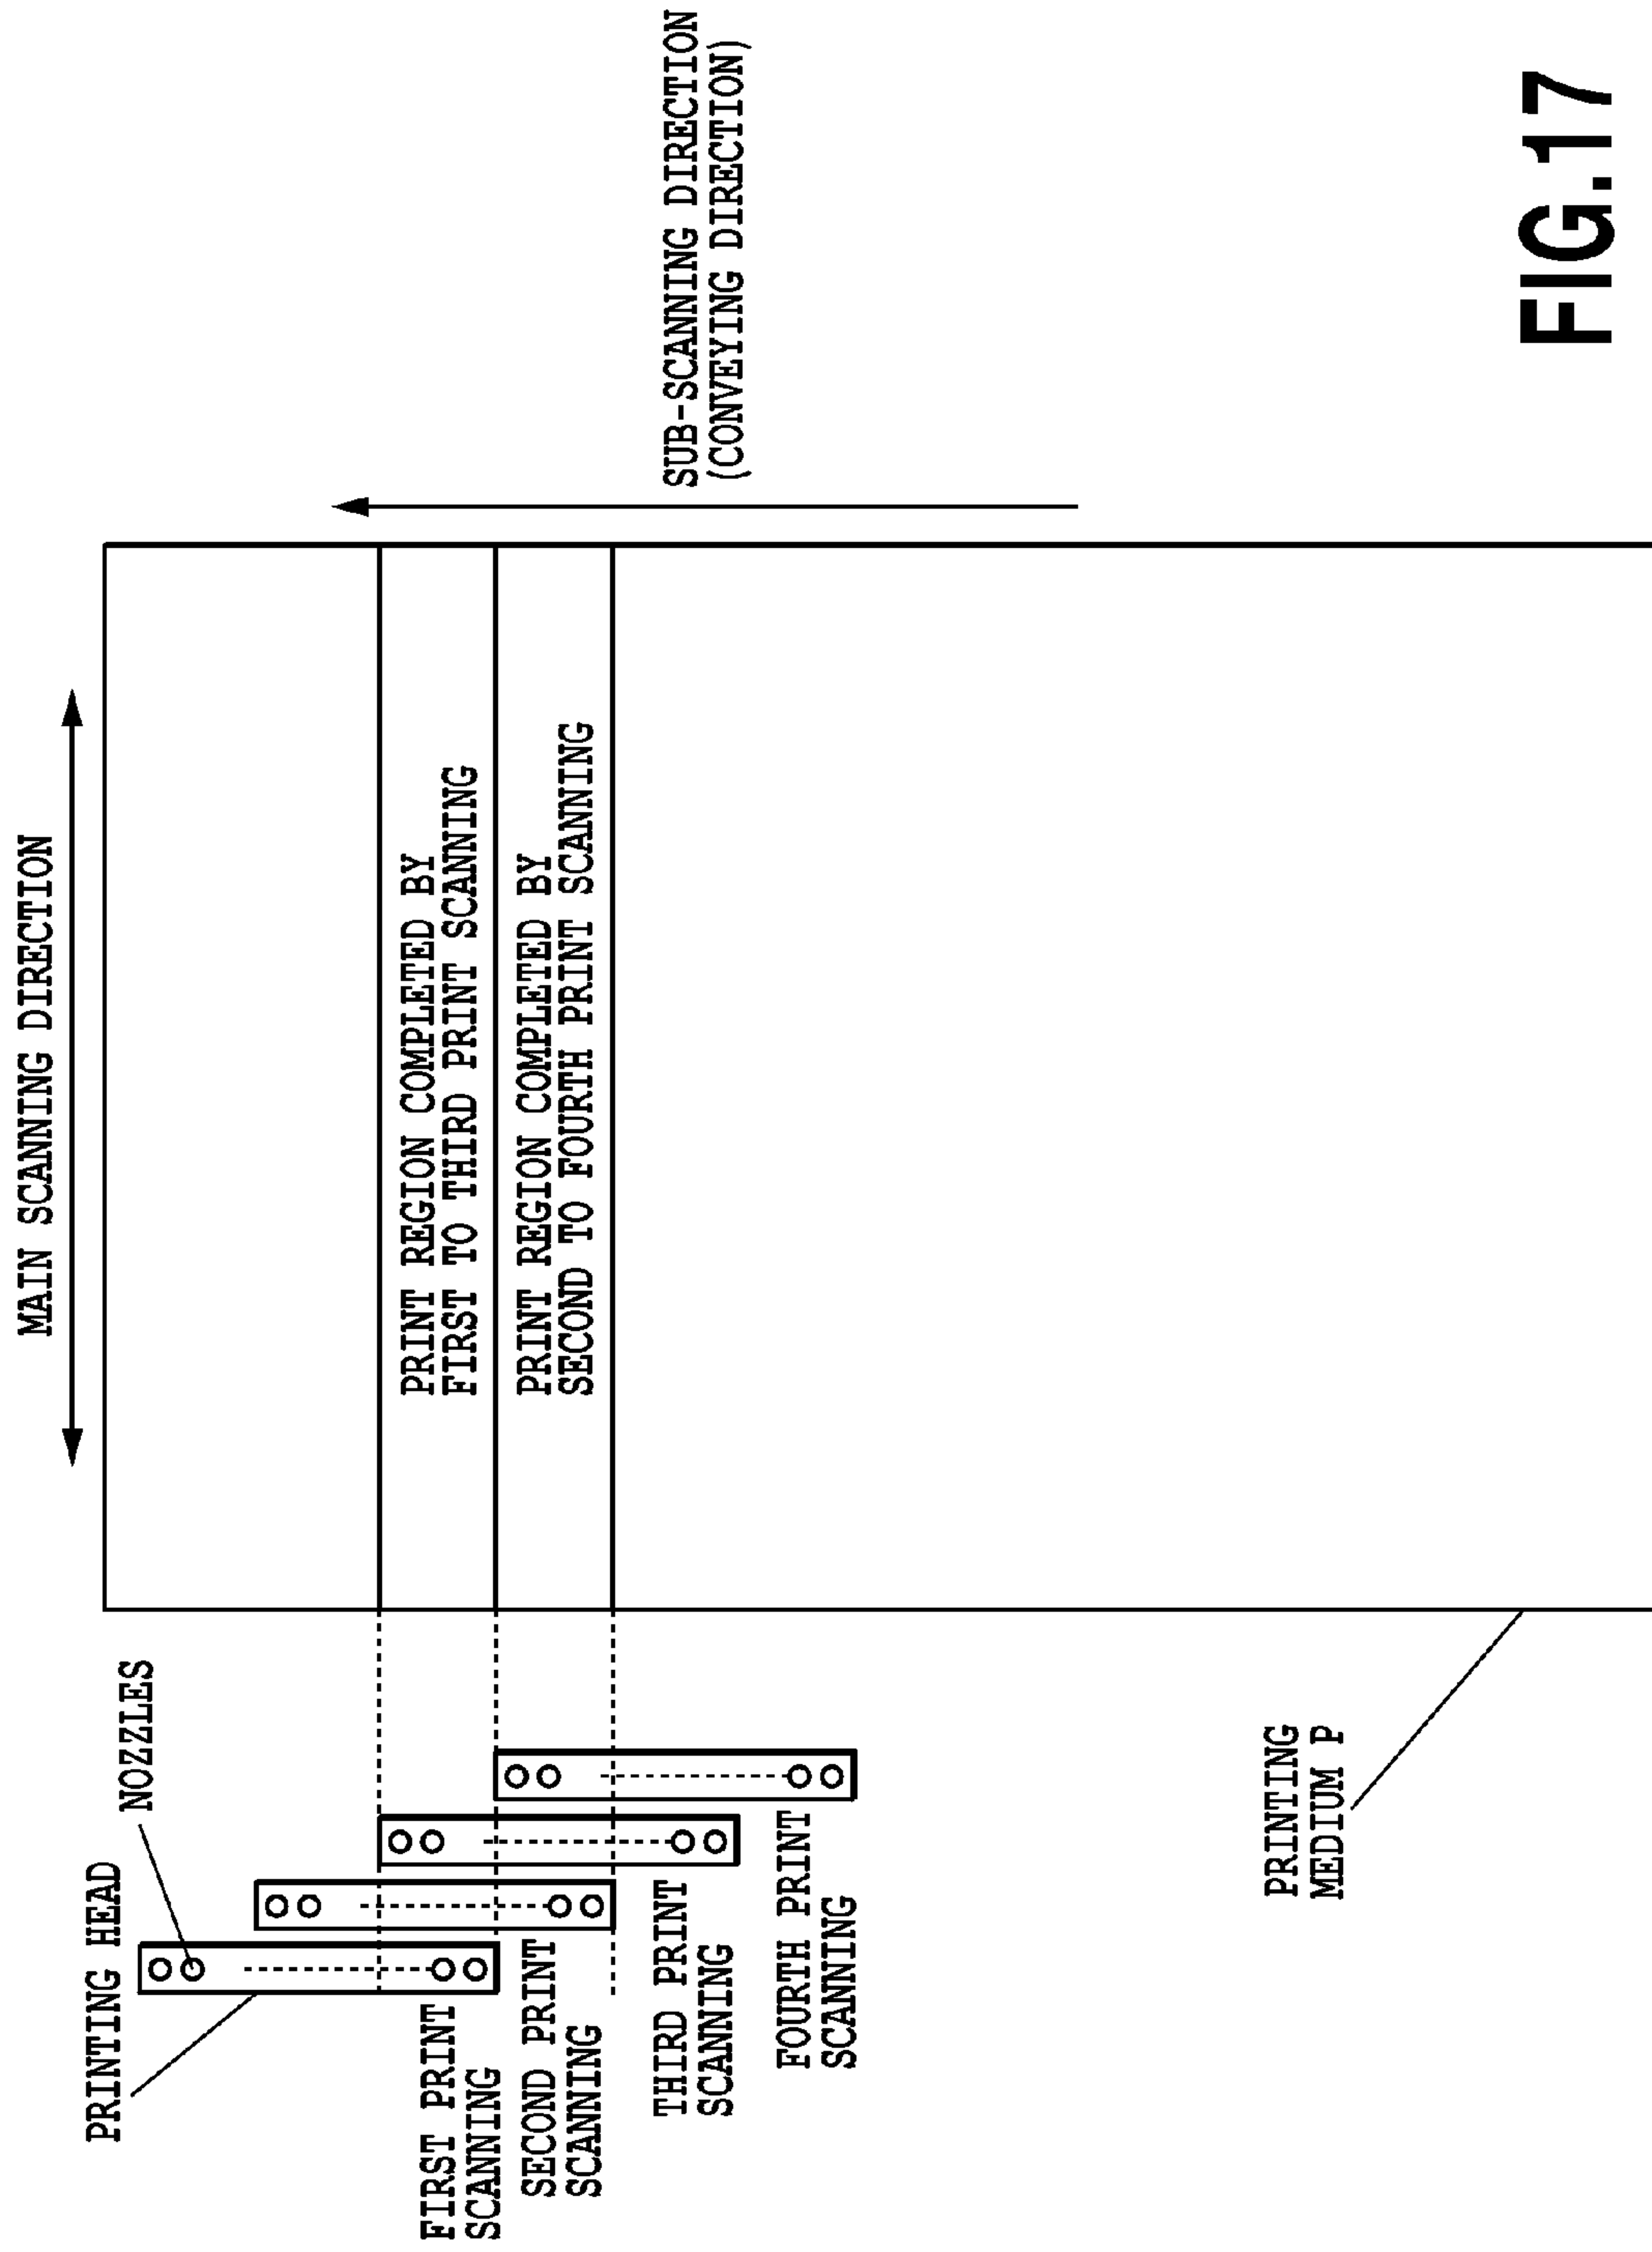 MAIN SCANNING DIRECTION
PRINTING HEAD
NOZZLES
FIRST PRINT
SCANNING
SECOND PRINT
SCANNING
THIRD PRINT
SCANNING
FOURTH PRINT
SCANNING
PRINT REGION COMPLETED BY
FIRST TO THIRD PRINT SCANNING
PRINT REGION COMPLETED BY
SECOND TO FOURTH PRINT SCANNING
SUB-SCANNING DIRECTION
(CONVEYING DIRECTION)
PRINTING
MEDIUM P
FIG.17